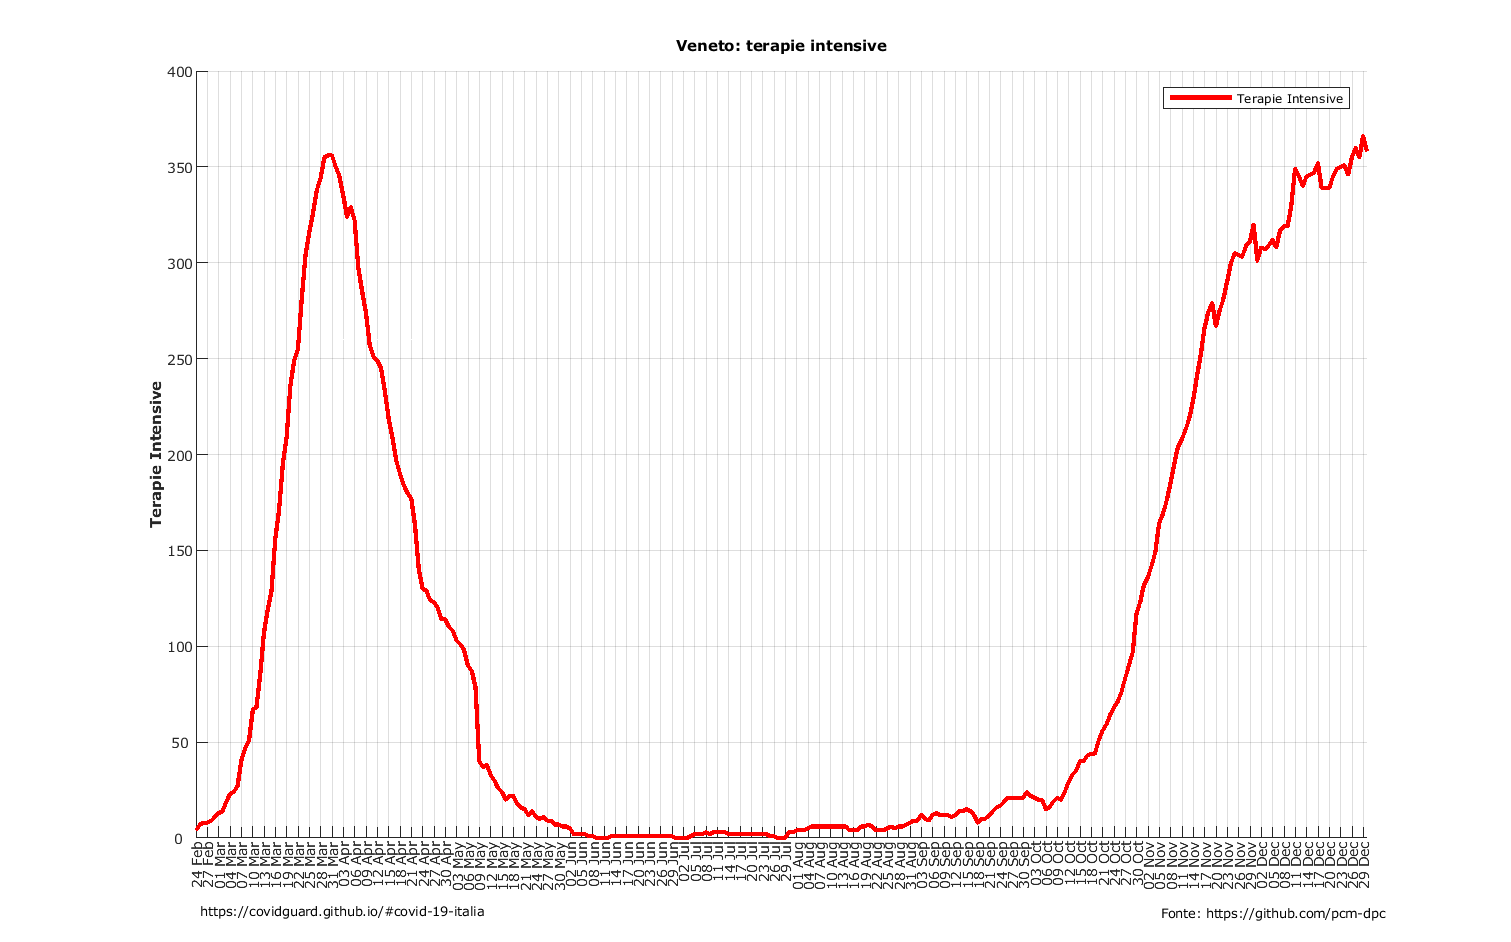 Veneto: terapie intensive
Terapie Intensive
Terapie Intensive
400
350
300
250
200
150
100
50
0
24 Feb
27 Feb
01 Mar
04 Mar
07 Mar
10 Mar
13 Mar
16 Mar
19 Mar
22 Mar
25 Mar
28 Mar
31 Mar
03 Apr
06 Apr
09 Apr
12 Apr
15 Apr
18 Apr
21 Apr
24 Apr
27 Apr
30 Apr
03 May
06 May
09 May
12 May
15 May
18 May
21 May
24 May
27 May
30 May
02 Jun
05 Jun
08 Jun
11 Jun
14 Jun
17 Jun
20 Jun
23 Jun
26 Jun
29 Jun
02 Jul
05 Jul
08 Jul
11 Jul
14 Jul
17 Jul
20 Jul
23 Jul
26 Jul
29 Jul
01 Aug
04 Aug
07 Aug
10 Aug
13 Aug
16 Aug
19 Aug
22 Aug
25 Aug
28 Aug
31 Aug
03 Sep
06 Sep
09 Sep
12 Sep
15 Sep
18 Sep
21 Sep
24 Sep
27 Sep
30 Sep
03 Oct
06 Oct
09 Oct
12 Oct
15 Oct
18 Oct
21 Oct
24 Oct
27 Oct
30 Oct
02 Nov
05 Nov
08 Nov
11 Nov
14 Nov
17 Nov
20 Nov
23 Nov
26 Nov
29 Nov
02 Dec
05 Dec
08 Dec
11 Dec
14 Dec
17 Dec
20 Dec
23 Dec
26 Dec
29 Dec
https://covidguard.github.io/#covid-19-italia
Fonte: https://github.com/pcm-dpc